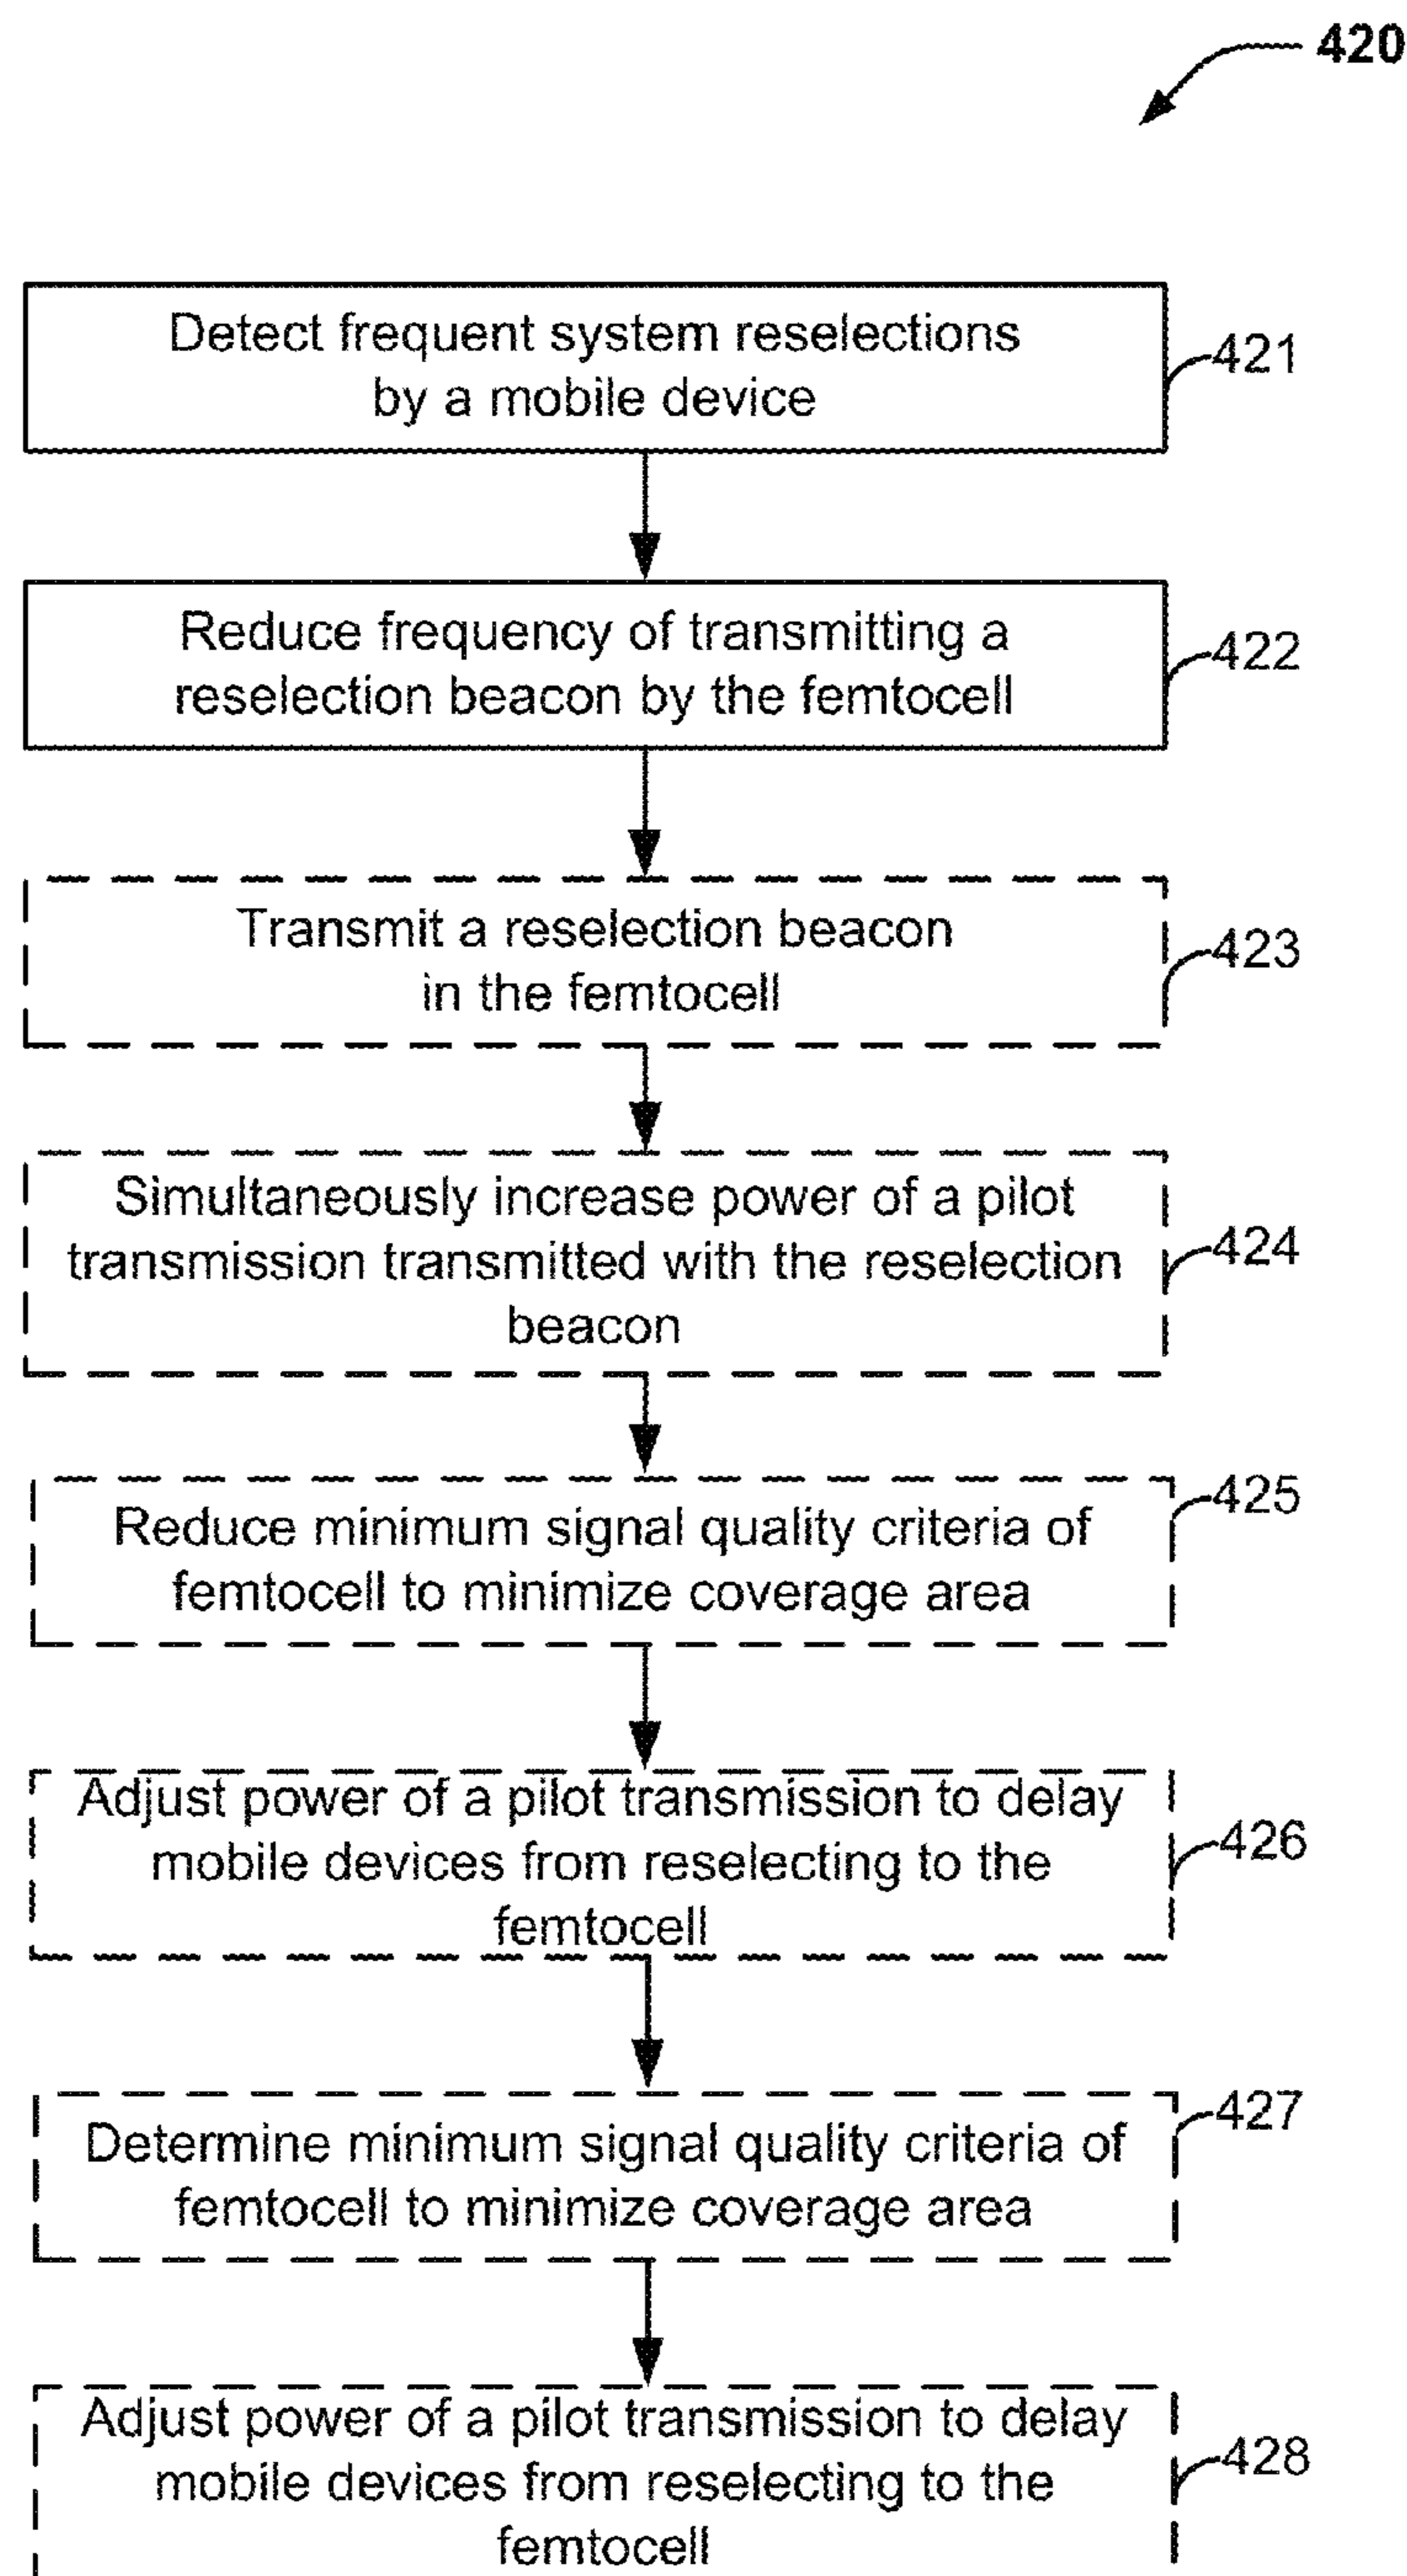 420
Detect frequent system reselections
by a mobile device
421
Reduce frequency of transmitting a
reselection beacon by the femtocell
422
Transmit a reselection beacon
in the femtocell
423
Simultaneously increase power of a pilot
transmission transmitted with the reselection
beacon
424
Reduce minimum signal quality criteria of
femtocell to minimize coverage area
425
Adjust power of a pilot transmission to delay
mobile devices from reselecting to the
femtocell
426
Determine minimum signal quality criteria of
femtocell to minimize coverage area
427
Adjust power of a pilot transmission to delay
mobile devices from reselecting to the
femtocell
428